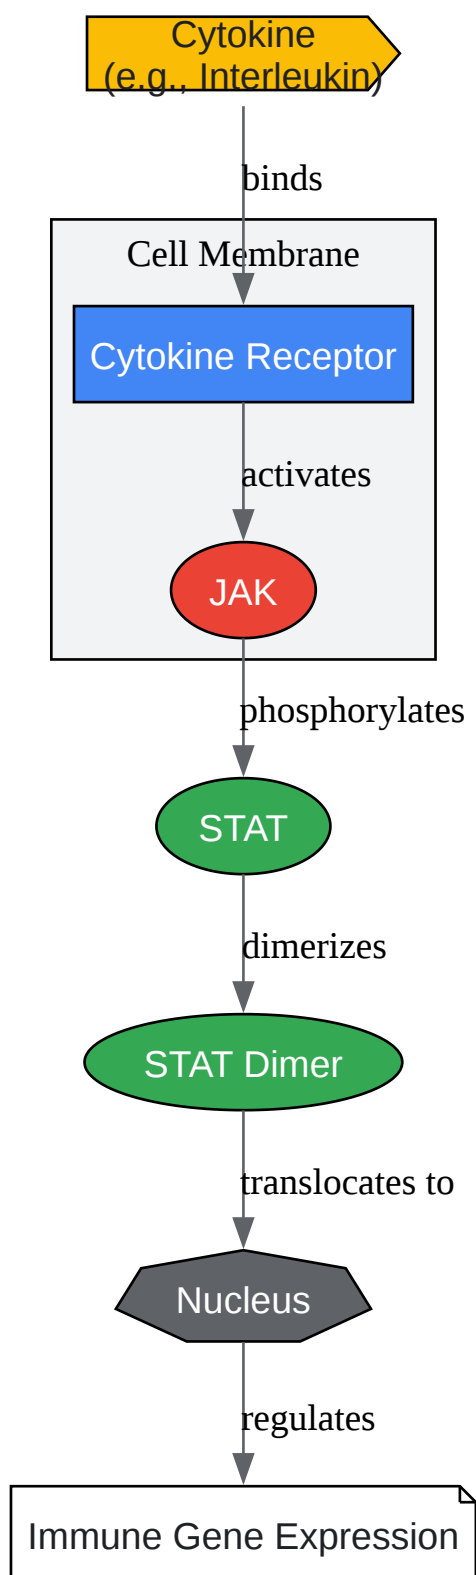 Cytokine
(e.g., Interleukin)
binds
Cell Membrane
Cytokine Receptor
activates
JAK
phosphorylates
STAT
dimerizes
STAT Dimer
translocates to
Nucleus
regulates
Immune Gene Expression